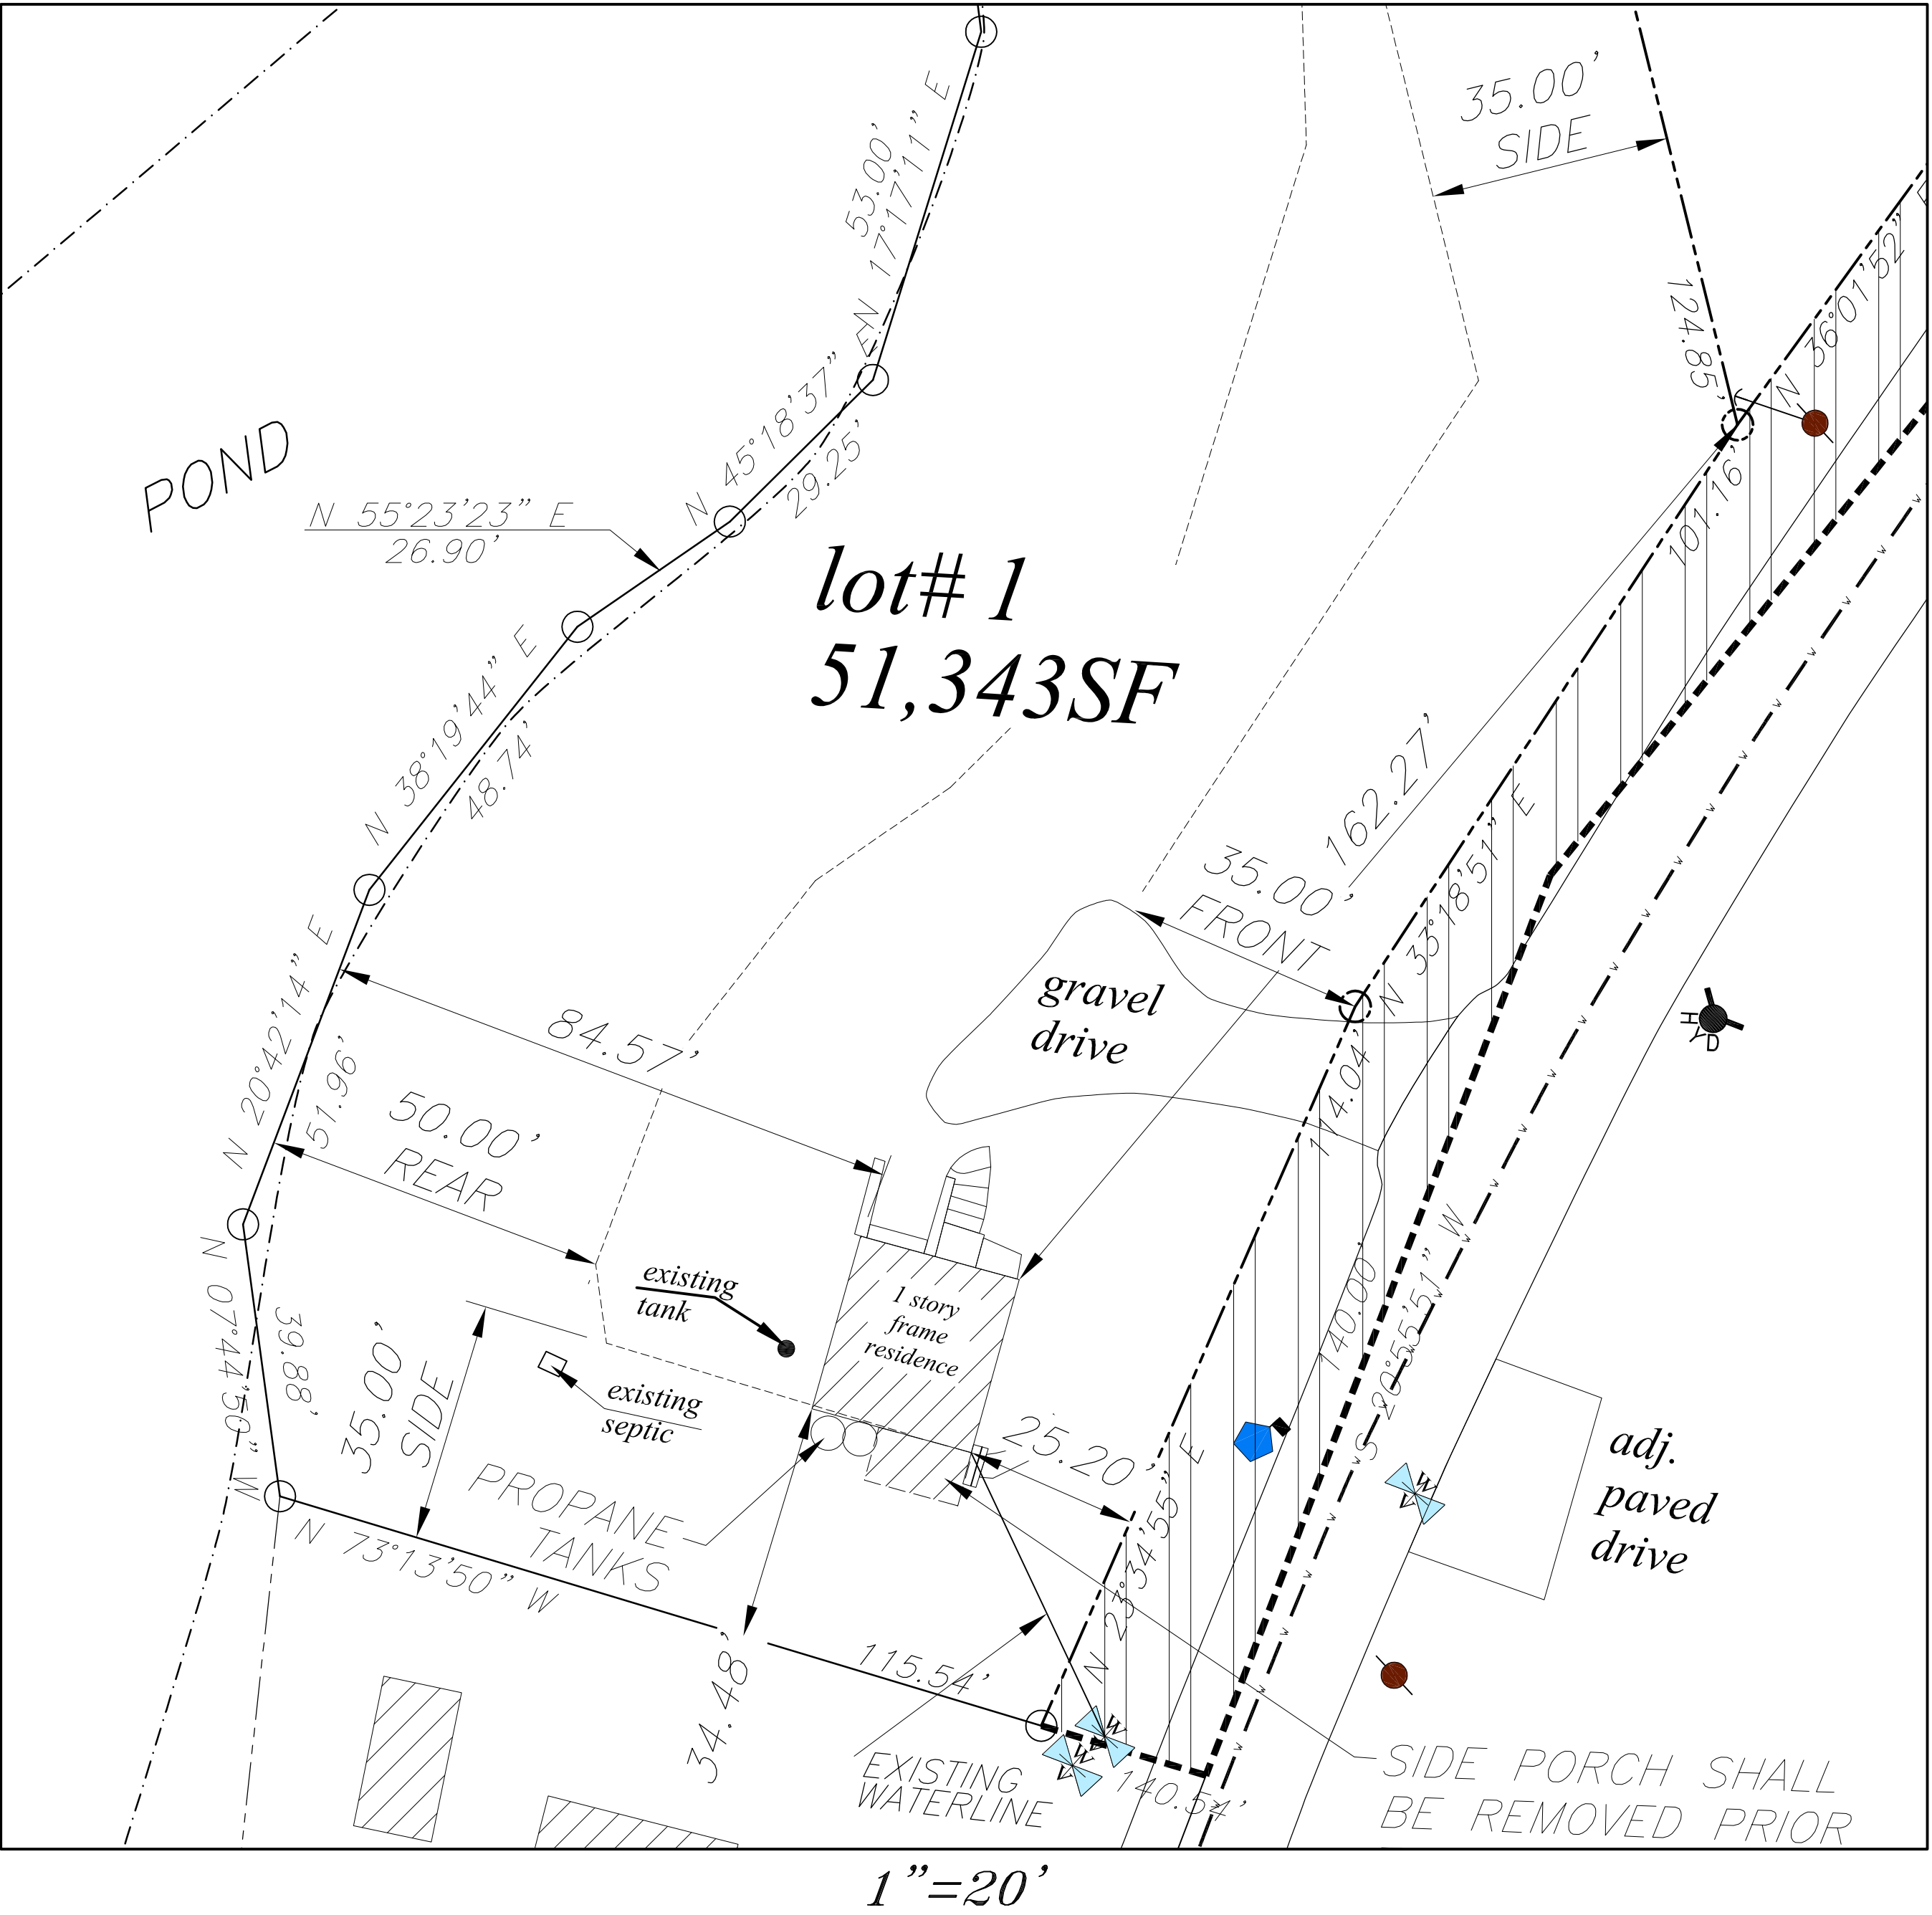 35.00'
SIDE
53.00'
N 17°17'11" E
124.85'
N 36°01'52"
101.16'
N 45°18'37" E
29.25'
POND
N 55°23'23" E
26.90'
lot# 1
51,343SF
N 38°19'44" E
48.74'
162.27'
35.00'
FRONT
N 33°18'51" E
114.04'
gravel
drive
HYD
84.57'
N 20°42'14" E
51.96'
50.00'
REAR
existing
tank
1 story
frame
residence
140.00'
S 20°55'51" W
N 07°44'50" W
39.88'
35.00'
SIDE
existing
septic
25.20'
N 23°34'55" E
adj.
paved
drive
PROPANE
TANKS
N 73°13'50" W
115.54'
34.48'
W
W
W
EXISTING
WATERLINE
140.54'
SIDE PORCH SHALL
BE REMOVED PRIOR
1"=20'